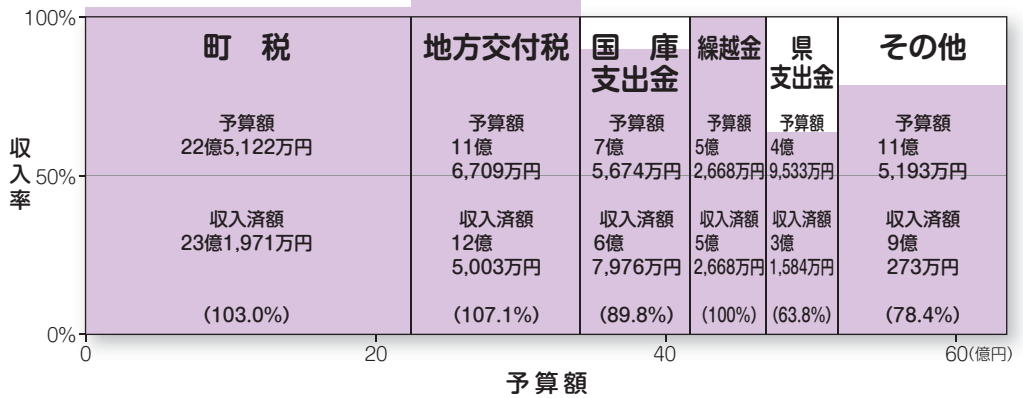 100%
50%
0%
収入率
町 税
予算額
22億5,122万円
収入済額
23億1,971万円
(103.0%)
地方交付税
予算額
11億
6,709万円
収入済額
12億
5,003万円
(107.1%)
国 庫
支出金
予算額
7億
5,674万円
収入済額
6億
7,976万円
(89.8%)
繰越金
予算額
5億
2,668万円
収入済額
5億
2,668万円
(100%)
県
支出金
予算額
4億
9,533万円
収入済額
3億
1,584万円
(63.8%)
その他
予算額
11億
5,193万円
収入済額
9億
273万円
(78.4%)
0
20
40
60(億円)
予算額